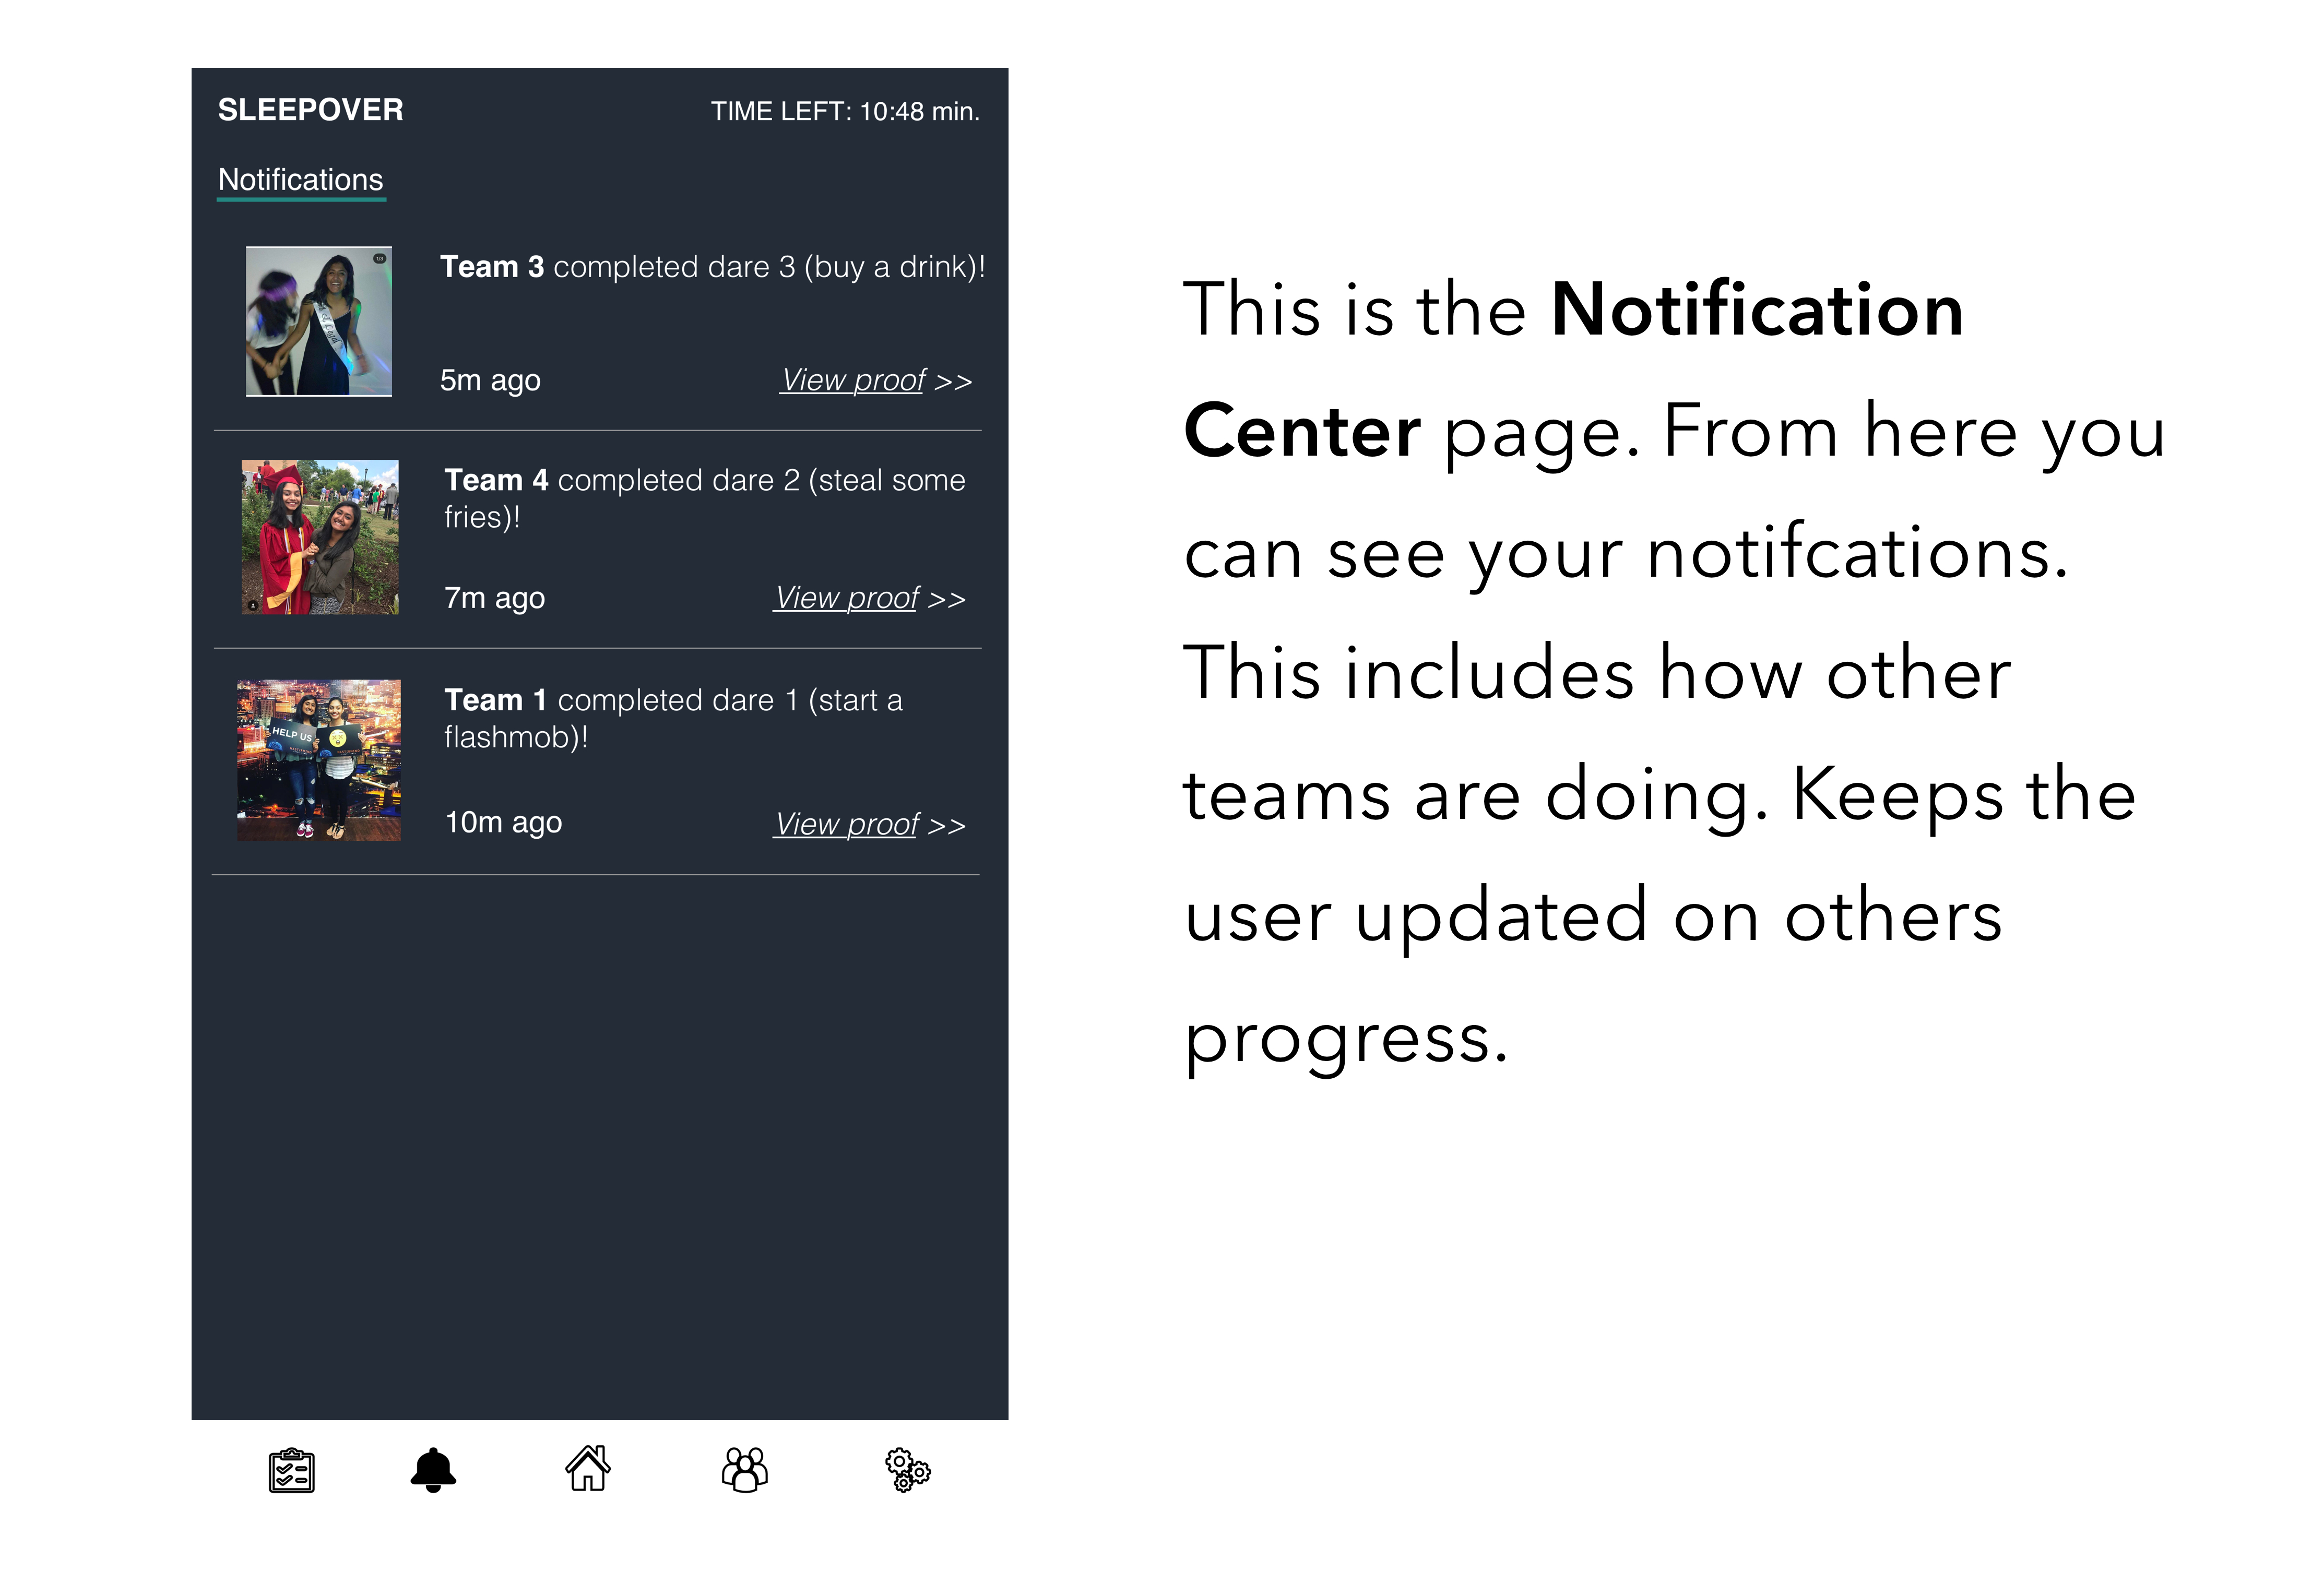 SLEEPOVER
TIME LEFT: 10:48 min.
Notifications
Team 3 completed dare 3 (buy a drink)!
5m ago
View proof >>
Team 4 completed dare 2 (steal some
fries)!
7m ago
View proof >>
HELP US
Team 1 completed dare 1 (start a
flashmob)!
10m ago
View proof >>
This is the Notification
Center page. From here you
can see your notifcations.
This includes how other
teams are doing. Keeps the
user updated on others
progress.